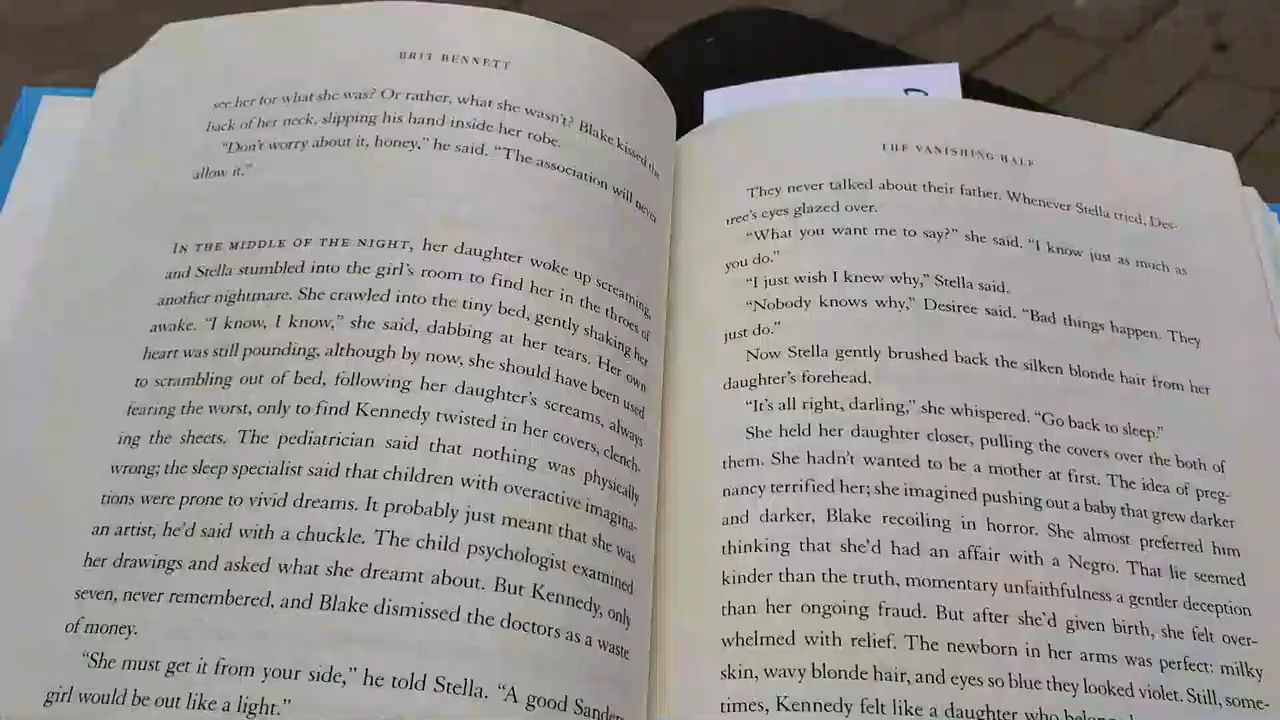 BRIT BENNETT
see her for what she was? Or rather, what she wasn't? Blake kissed the
back of her neck, slipping his hand inside her robe.
"Don't worry about it, honey," he said. "The association will never
allow it."
IN THE MIDDLE OF THE NIGHT, her daughter woke up screaming,
and Stella stumbled into the girl's room to find her in the throes of
another nightmare. She crawled into the tiny bed, gently shaking her
awake. "I know, I know," she said, dabbing at her tears. Her own
heart was still pounding, although by now, she should have been used
to scrambling out of bed, following her daughter's screams, always
fearing the worst, only to find Kennedy twisted in her covers, clench-
ing the sheets. The pediatrician said that nothing was physically
wrong; the sleep specialist said that children with overactive imagina-
tions were prone to vivid dreams. It probably just meant that she was
an artist, he'd said with a chuckle. The child psychologist examined
her drawings and asked what she dreamt about. But Kennedy, only
seven, never remembered, and Blake dismissed the doctors as a waste
of money.
"She must get it from your side," he told Stella. "A good Sanders
girl would be out like a light."
THE VANISHING HALF
They never talked about their father. Whenever Stella tried, Des-
iree's eyes glazed over.
"What you want me to say?" she said. "I know just as much as
you do."
"I just wish I knew why," Stella said.
"Nobody knows why," Desiree said. "Bad things happen. They
just do."
Now Stella gently brushed back the silken blonde hair from her
daughter's forehead.
"It's all right, darling," she whispered. "Go back to sleep."
She held her daughter closer, pulling the covers over the both of
them. She hadn't wanted to be a mother at first. The idea of preg-
nancy terrified her; she imagined pushing out a baby that grew darker
and darker, Blake recoiling in horror. She almost preferred him
thinking that she'd had an affair with a Negro. That lie seemed
kinder than the truth, momentary unfaithfulness a gentler deception
than her ongoing fraud. But after she'd given birth, she felt over-
whelmed with relief. The newborn in her arms was perfect: milky
skin, wavy blonde hair, and eyes so blue they looked violet. Still, some-
times, Kennedy felt like a daughter who